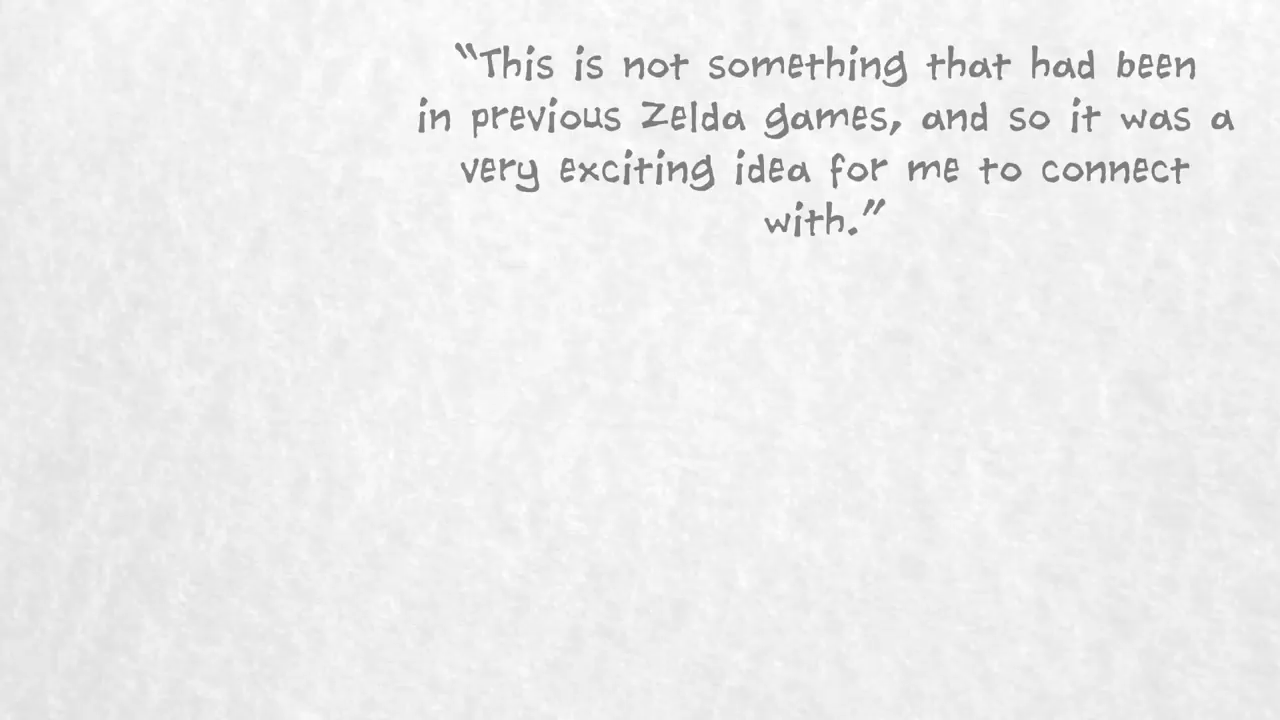 “This is not something that had been
in previous Zelda games, and so it was a
very exciting idea for me to connect
with.”